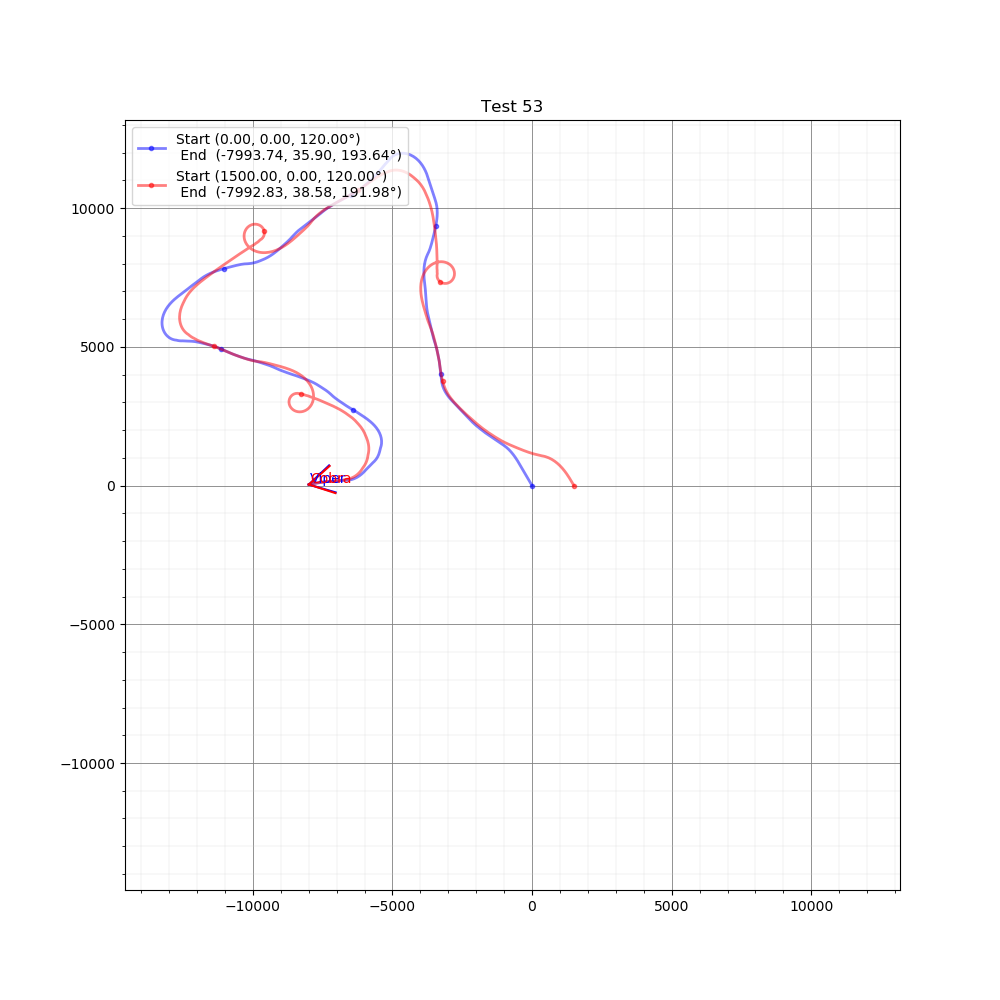 Test 53
Start (0.00, 0.00, 120.00°)
End (-7993.74, 35.90, 193.64°)
Start (1500.00, 0.00, 120.00°)
End (-7992.83, 38.58, 191.98°)
10000
5000
0
−5000
−10000
−10000
−5000
0
5000
10000